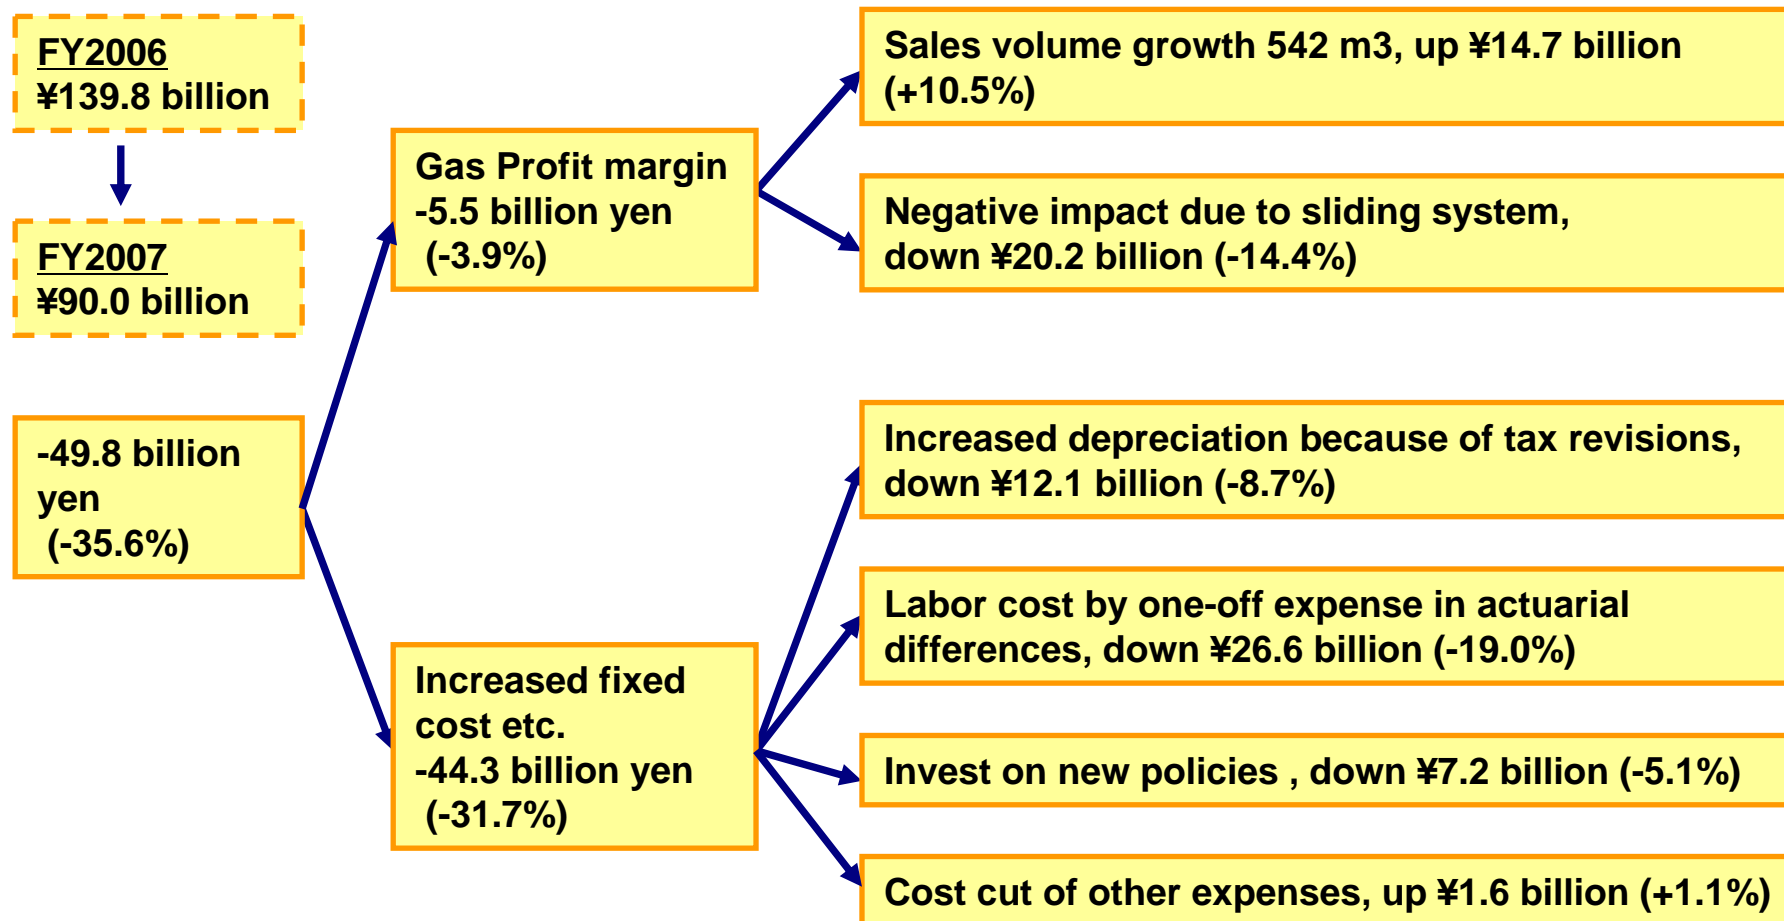 FY2006
¥139.8 billion
FY2007
¥90.0 billion
-49.8 billion
yen
(-35.6%)
Gas Profit margin
-5.5 billion yen
(-3.9%)
Increased fixed
cost etc.
-44.3 billion yen
(-31.7%)
Sales volume growth 542 m3, up ¥14.7 billion
(+10.5%)
Negative impact due to sliding system,
down ¥20.2 billion (-14.4%)
Increased depreciation because of tax revisions,
down ¥12.1 billion (-8.7%)
Labor cost by one-off expense in actuarial
differences, down ¥26.6 billion (-19.0%)
Invest on new policies , down ¥7.2 billion (-5.1%)
Cost cut of other expenses, up ¥1.6 billion (+1.1%)